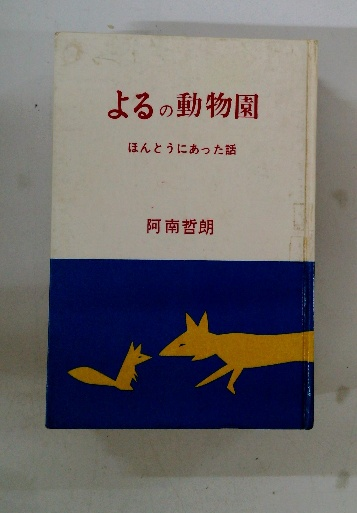 よるの動物園
ほんとうにあった話
阿南哲朗